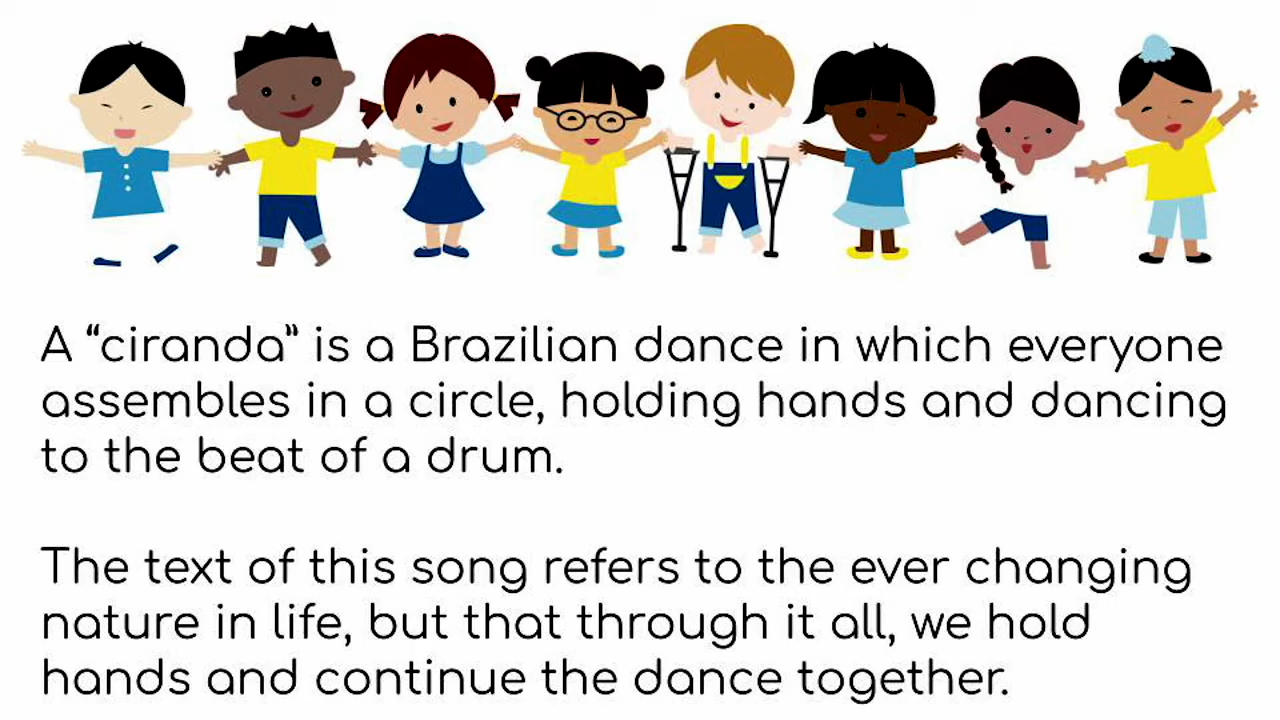 A “ciranda” is a Brazilian dance in which everyone
assembles in a circle, holding hands and dancing
to the beat of a drum.
The text of this song refers to the ever changing
nature in life, but that through it all, we hold
hands and continue the dance together.